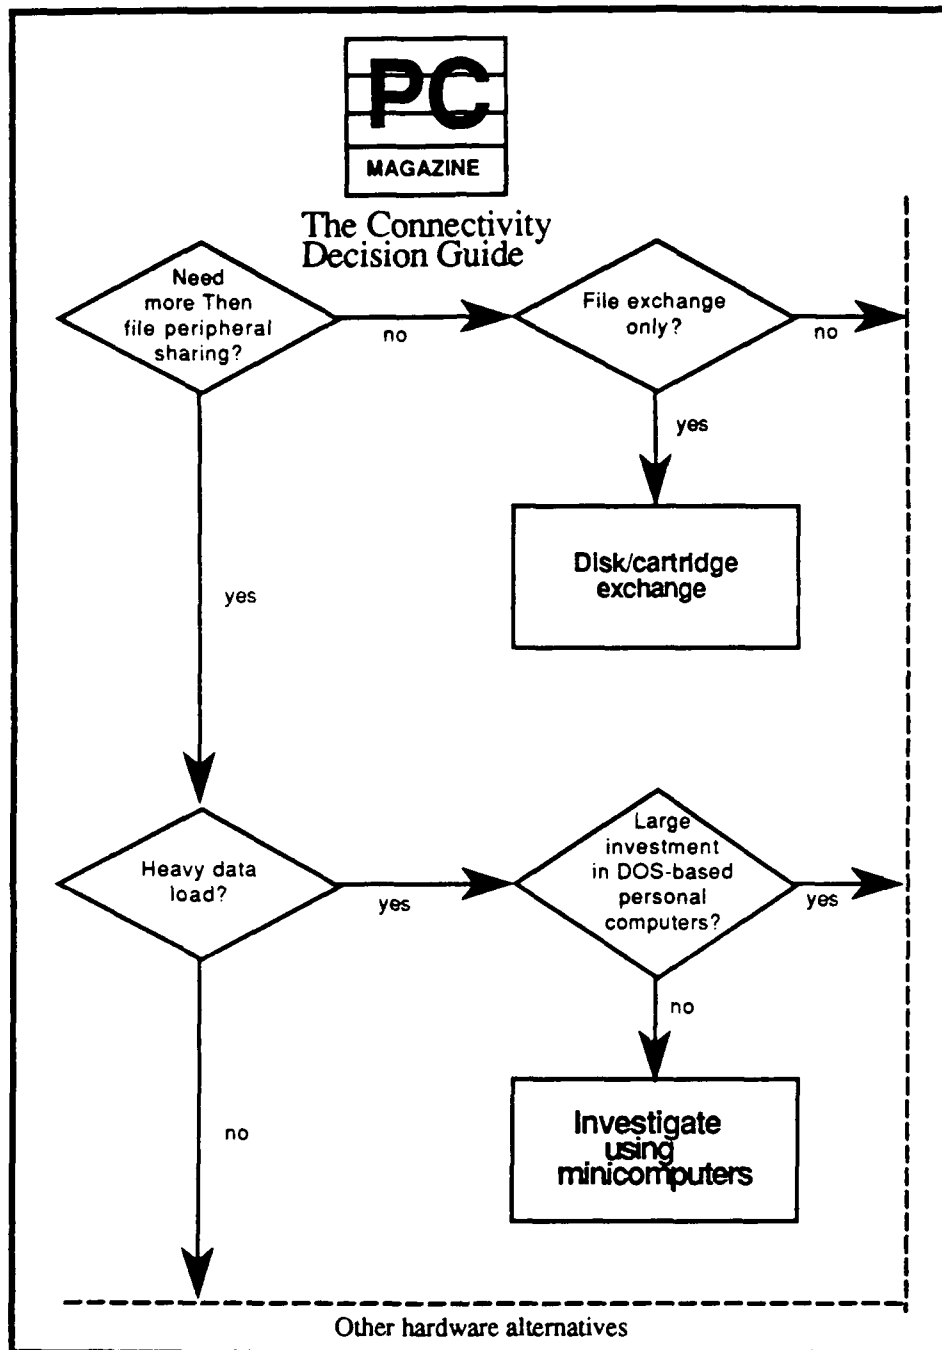 PC
MAGAZINE
The Connectivity
Decision Guide
Need
more Then
file peripheral
sharing?
no
File exchange
only?
no
yes
Disk/cartridge
exchange
yes
Heavy data
load?
yes
Large
investment
in DOS-based
personal
computers?
yes
no
Investigate
using
minicomputers
no
Other hardware alternatives